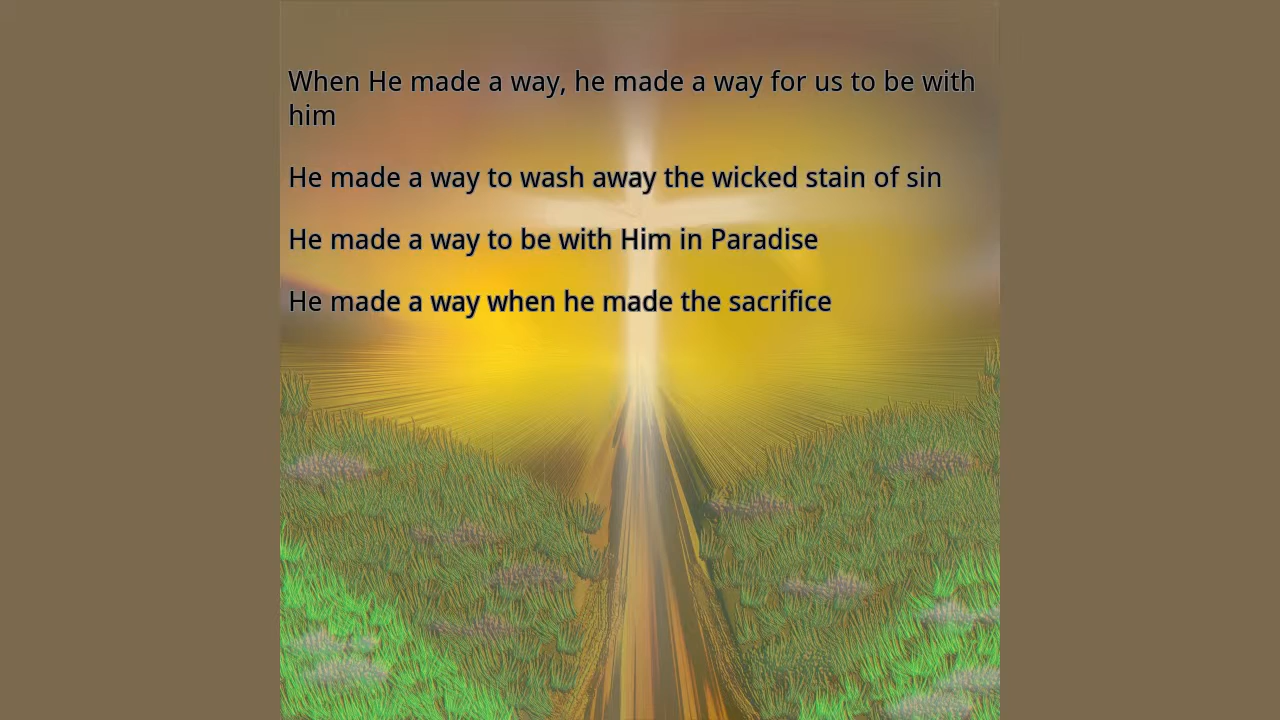 When He made a way, he made a way for us to be with
him
He made a way to wash away the wicked stain of sin
He made a way to be with Him in Paradise
He made a way when he made the sacrifice